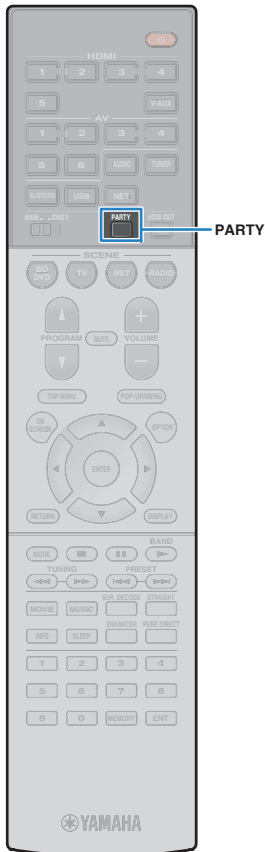 HDMI
1 2 3 4
5 V-AUX
AV
1 2 3 4
5 6 AUDIO TUNER
BLUETOOTH USB NET
MAIN ZONE 2 PARTY HDMI OUT
PARTY
SCENE
BD DVD TV NET RADIO
PROGRAM MUTE VOLUME
TOP MENU POP-UP/MENU
ON SCREEN OPTION
ENTER
RETURN DISPLAY
BAND
MODE
TUNING PRESET
MOVIE MUSIC SUR. DECODE STRAIGHT
ENHANCER PURE DIRECT
INFO SLEEP
1 2 3 4
5 6 7 8
9 0 MEMORY ENT
YAMAHA